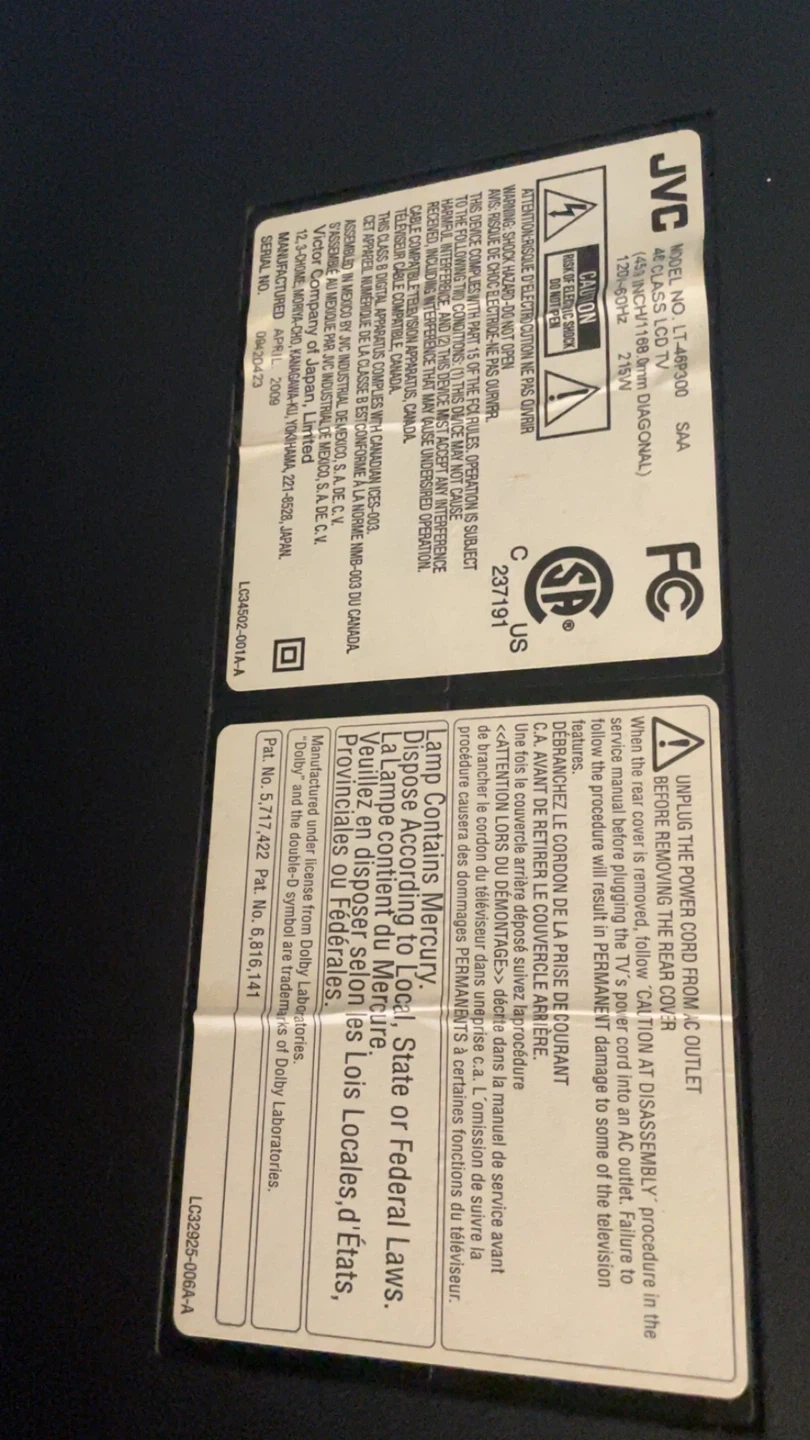 JVC
MODEL NO. LT-46P300 SAA
46 CLASS LCD TV
INCH/1168.0mm DIAGONAL)
120V~60Hz 215W
FC
CAUTION
RISK OF ELECTRIC SHOCK
DO NOT OPEN
ATTENTION:RISQUE D'ELECTROCUTION NE PAS OUVRIR
WARNING: SHOCK HAZARD-DO NOT OPEN
AVIS: RISQUE DE CHOC ELECTRIQUE-NE PAS OURVRIR.
THIS DEVICE COMPLIES WITH PART 15 OF THE FCC RULES. OPERATION IS SUBJECT
TO THE FOLLOWING TWO CONDITIONS: (1) THIS DEVICE MAY NOT CAUSE
HARMFUL INTERFERENCE, AND (2) THIS DEVICE MUST ACCEPT ANY INTERFERENCE
RECEIVED, INCLUDING INTERFERENCE THAT MAY CAUSE UNDERSIRED OPERATION.
CABLE COMPATIBLE TELEVISION APPARATUS, CANADA.
TÉLÉVISEUR CÂBLE COMPATIBLE, CANADA.
THIS CLASS B DIGITAL APPARATUS COMPLIES WITH CANADIAN ICES-003.
CET APPAREIL NUMÉRIQUE DE LA CLASSE B EST CONFORME À LA NORME NMB-003 DU CANADA.
ASSEMBLED IN MEXICO BY JVC INDUSTRIAL DE MEXICO, S. A. DE. C. V.
S'ASSEMBLÉ AU MEXIQUE PAR JVC INDUSTRIAL DE MEXICO, S. A. DE. C. V.
Victor Company of Japan, Limited
12, 3-CHOME, MORIYA-CHO, KANAGAWA-KU, YOKOHAMA, 221-8528, JAPAN.
MANUFACTURED APRIL 2009
SERIAL NO. 09420423
SA®
C US
237191
LC34502-001A-A
UNPLUG THE POWER CORD FROM AC OUTLET
BEFORE REMOVING THE REAR COVER
When the rear cover is removed, follow ´CAUTION AT DISASSEMBLY´ procedure in the
service manual before plugging the TV´s power cord into an AC outlet. Failure to
follow the procedure will result in PERMANENT damage to some of the television
features.
DÉBRANCHEZ LE CORDON DE LA PRISE DE COURANT
C.A. AVANT DE RETIRER LE COUVERCLE ARRIÈRE.
Une fois le couvercle arrière déposé suivez laprocédure
<<ATTENTION LORS DU DÉMONTAGE>> décrite dans la manuel de service avant
de brancher le cordon du téléviseur dans uneprise c.a. L´omission de suivre la
procédure causera des dommages PERMANENTS à certaines fonctions du téléviseur.
Lamp Contains Mercury.
Dispose According to Local, State or Federal Laws.
La Lampe contient du Mercure.
Veuillez en disposer selon les Lois Locales,d'États,
Provinciales ou Fédérales.
Manufactured under license from Dolby Laboratories.
"Dolby" and the double-D symbol are trademarks of Dolby Laboratories.
Pat. No. 5,717,422 Pat. No. 6,816,141
LC32925-006A-A